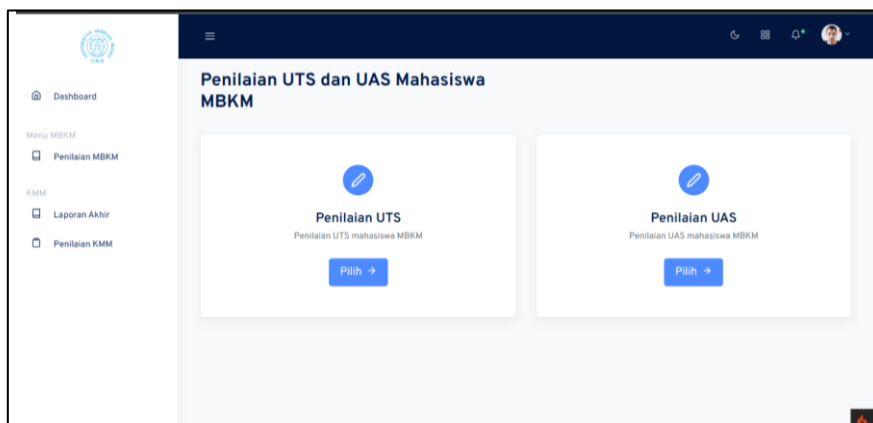 UNS
Dashboard
Menu MBKM
Penilaian MBKM
KMM
Laporan Akhir
Penilaian KMM
Penilaian UTS dan UAS Mahasiswa
MBKM
Penilaian UTS
Penilaian UTS mahasiswa MBKM
Pilih →
Penilaian UAS
Penilaian UAS mahasiswa MBKM
Pilih →